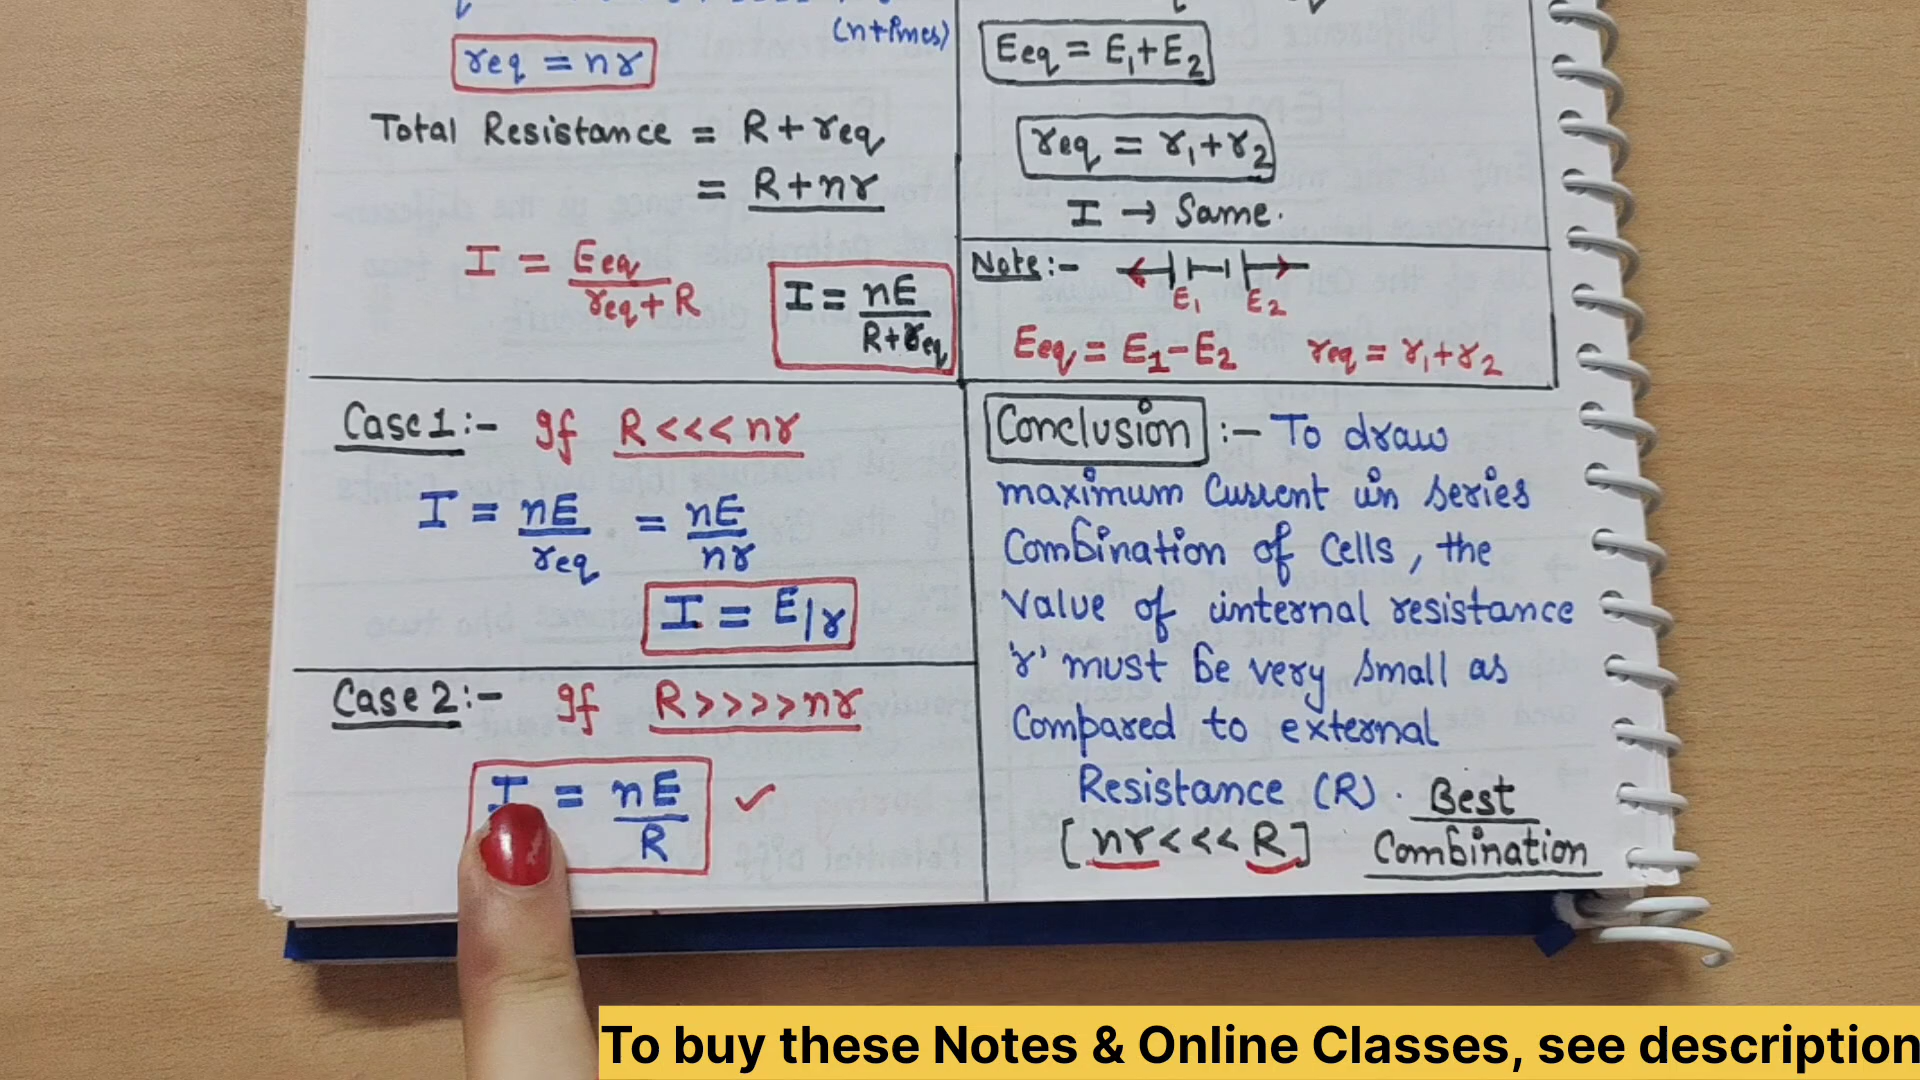 (n times)
req = nr
Total Resistance = R + req
= R + nr
I = Eeq / req + R
I = nE / R + req
Eeq = E₁ + E₂
req = r₁ + r₂
I → Same.
Note :-
E₁ E₂
Eeq = E₁ - E₂ req = r₁ + r₂
Case 1 :- If R <<< nr
I = nE / req = nE / nr
I = E/r
Case 2 :- If R >>>> nr
I = nE / R ✓
Conclusion :- To draw
maximum Current in series
Combination of Cells, the
Value of internal resistance
'r' must be very small as
Compared to external
Resistance (R). Best
[nr <<< R] Combination
To buy these Notes & Online Classes, see description